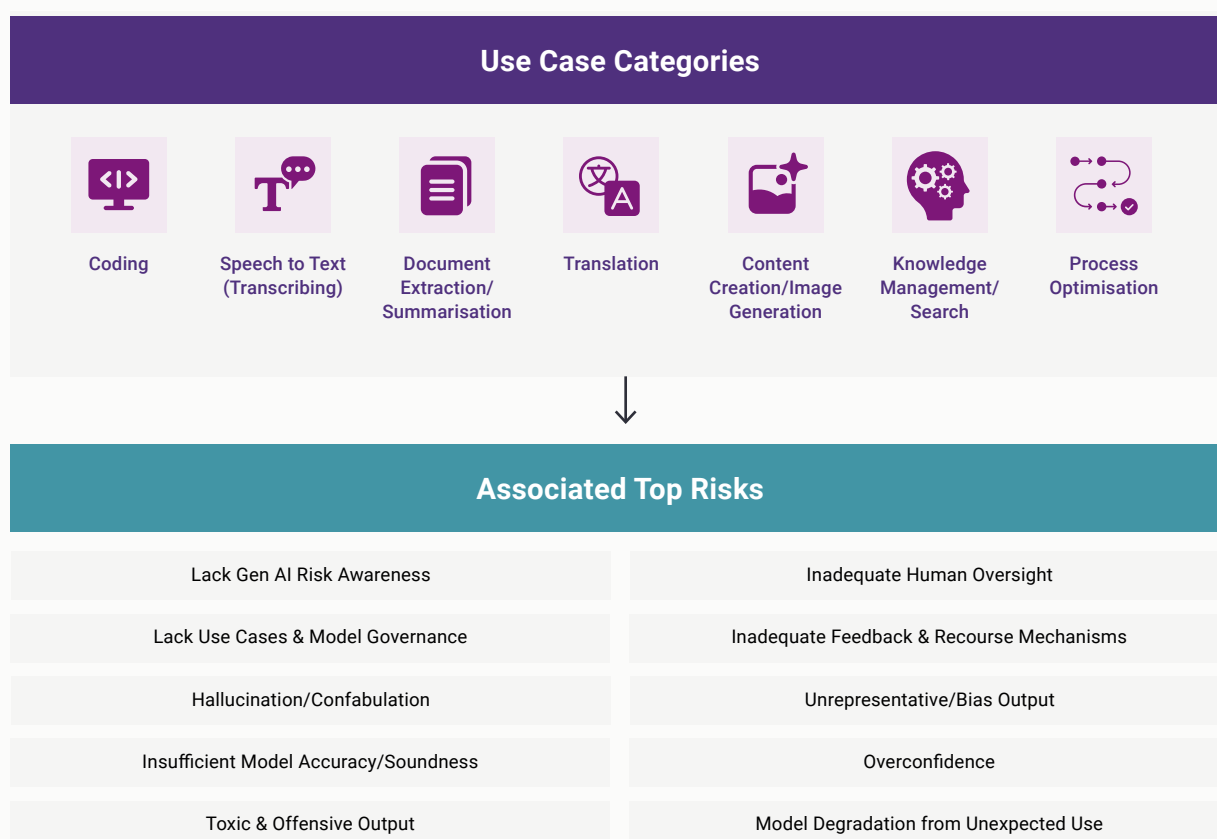 Use Case Categories
Coding
Speech to Text
(Transcribing)
Document
Extraction/
Summarisation
Translation
Content
Creation/Image
Generation
Knowledge
Management/
Search
Process
Optimisation
Associated Top Risks
Lack Gen AI Risk Awareness
Inadequate Human Oversight
Lack Use Cases & Model Governance
Inadequate Feedback & Recourse Mechanisms
Hallucination/Confabulation
Unrepresentative/Bias Output
Insufficient Model Accuracy/Soundness
Overconfidence
Toxic & Offensive Output
Model Degradation from Unexpected Use